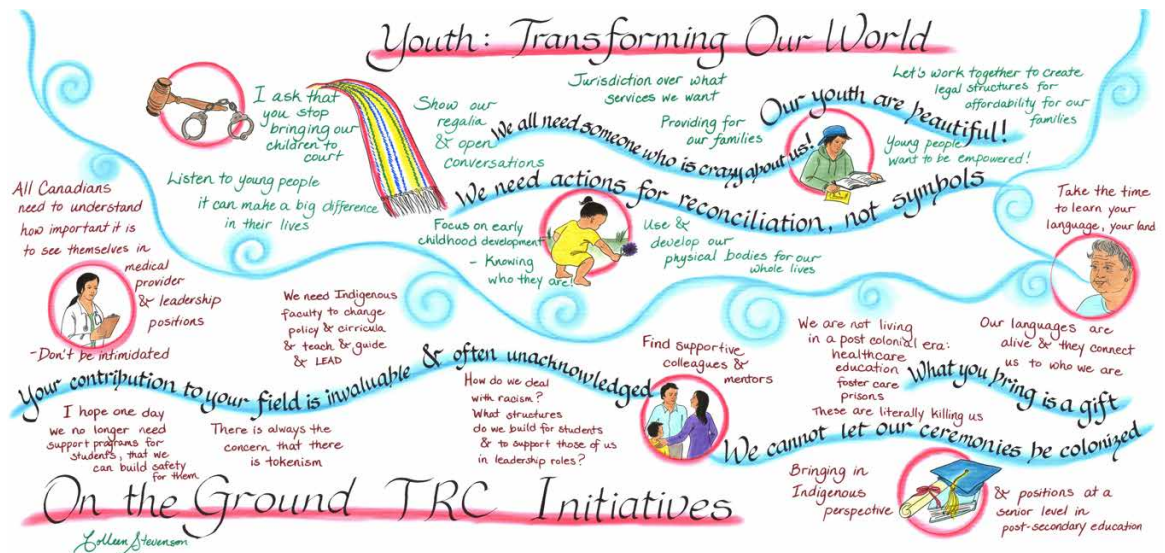 Youth: Transforming Our World
I ask that
you stop
bringing our
children to
court
Show our
regalia
& open
conversations
Jurisdiction over what
services we want
Providing for
our families
Let's work together to create
legal structures for
affordability for our
families
Our youth are beautiful!
We all need someone who is crazy about us!
Young people
want to be empowered!
Listen to young people
it can make a big difference
in their lives
We need actions for reconciliation, not symbols
Focus on early
childhood development
- Knowing
who they are!
Use &
develop our
physical bodies for our
whole lives
All Canadians
need to understand
how important it is
to see themselves in
medical
provider
& leadership
positions
-Don't be intimidated
We need Indigenous
faculty to change
policy & cirricula
& teach & guide
& LEAD
Take the time
to learn your
language, your land
Our languages are
alive & they connect
us to who we are
We are not living
in a post colonial era:
healthcare
education
foster care
prisons
These are literally killing us
Find supportive
colleagues &
mentors
Your contribution to your field is invaluable & often unacknowledged
What you bring is a gift
I hope one day
we no longer need
support programs for
students, that we
can build safety
for them
There is always the
concern that there
is tokenism
How do we deal
with racism?
What structures
do we build for students
& to support those of us
in leadership roles?
We cannot let our ceremonies be colonized
Bringing in
Indigenous
perspective
& positions at a
senior level in
post-secondary education
On the Ground TRC Initiatives
Colleen Stevenson